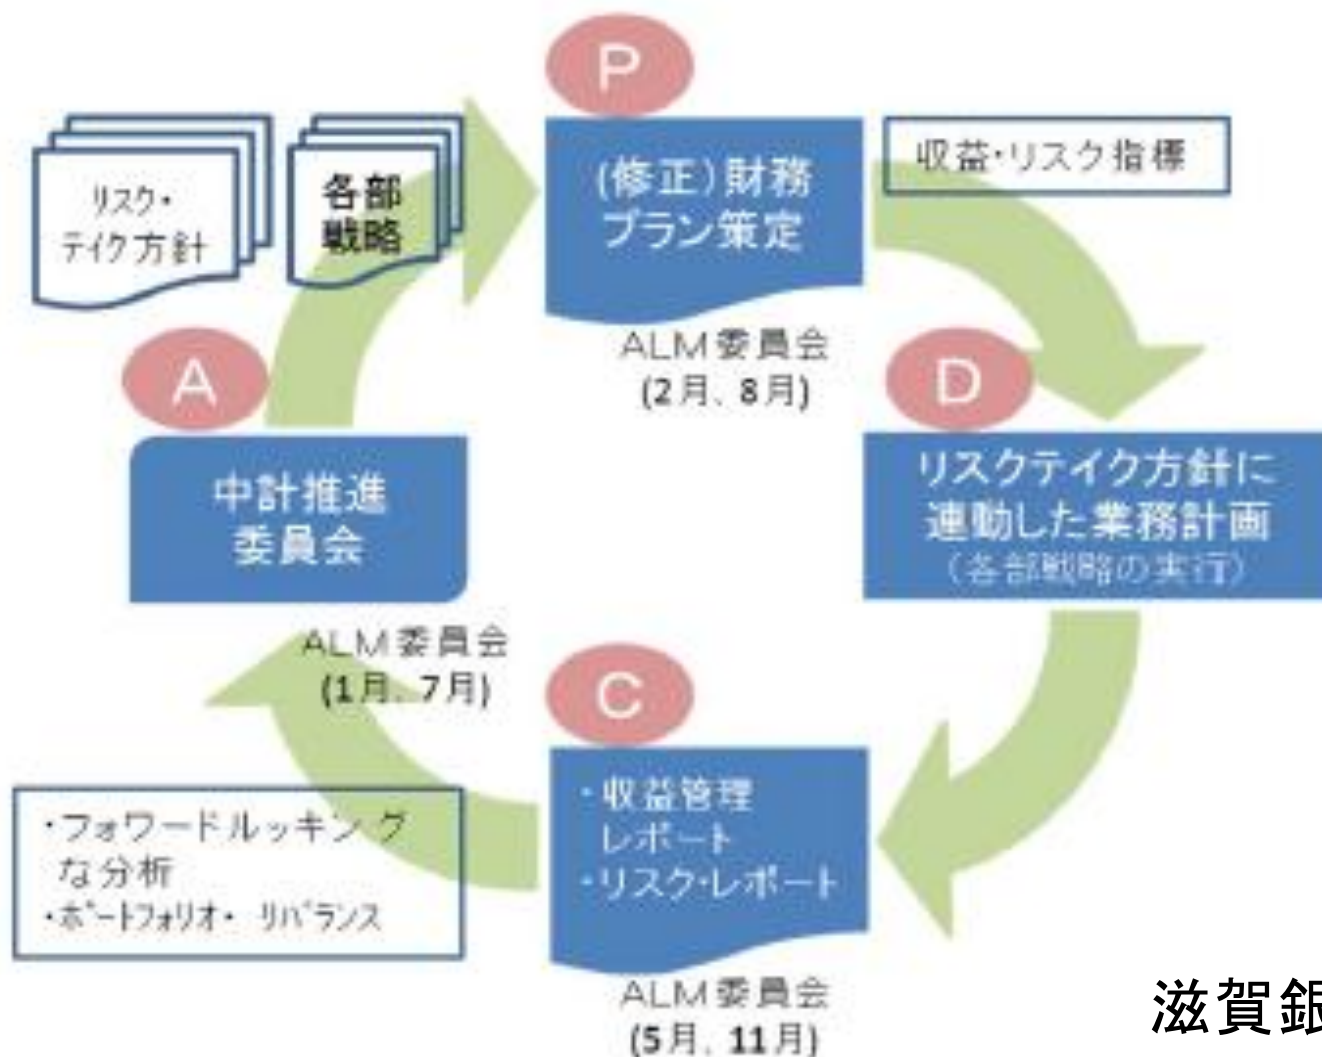 P
リスク・
テイク方針
各部
戦略
(修正)財務
プラン策定
収益・リスク指標
ALM委員会
(2月、8月)
A
D
中計推進
委員会
リスクテイク方針に
連動した業務計画
(各部戦略の実行)
ALM委員会
(1月、7月)
C
・収益管理
レポート
・リスク・レポート
・フォワードルッキング
な分析
・ポートフォリオ・ リバランス
ALM委員会
(5月、11月)
滋賀銀